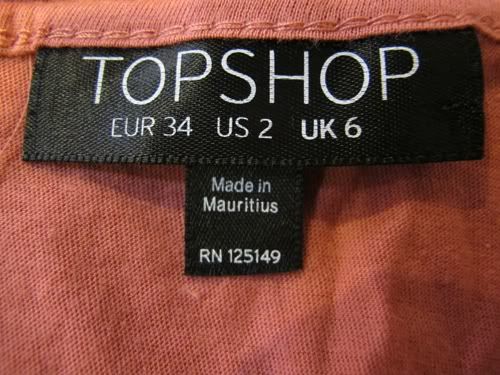 TOPSHOP
EUR 34 US 2 UK 6
Made in
Mauritius
RN 125149